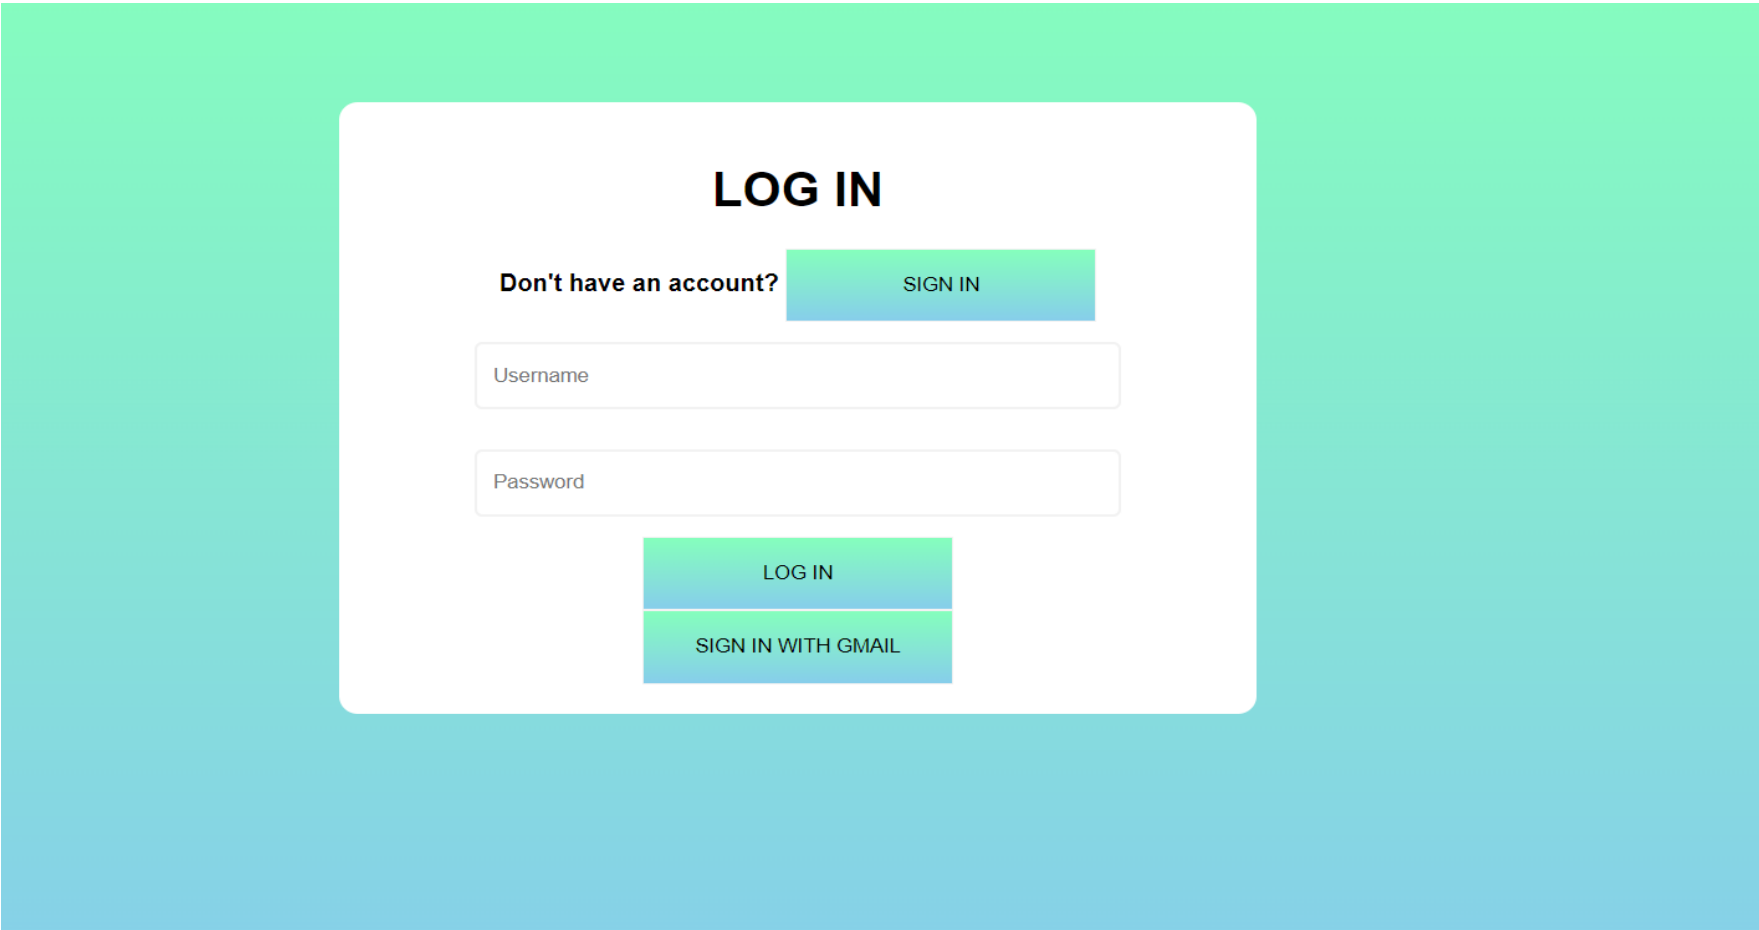 LOG IN
Don't have an account? SIGN IN
Username
Password
LOG IN
SIGN IN WITH GMAIL